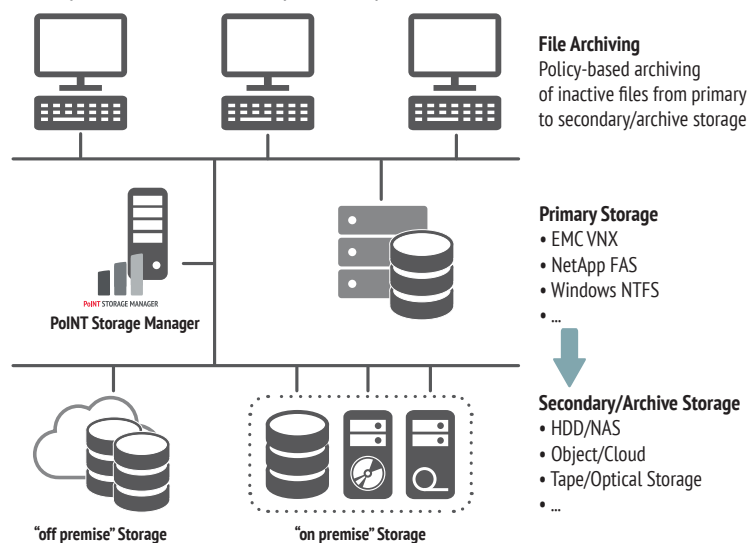 File Archiving
Policy-based archiving
of inactive files from primary
to secondary/archive storage
Primary Storage
• EMC VNX
• NetApp FAS
• Windows NTFS
• ...
PoINT STORAGE MANAGER
PoINT Storage Manager
Secondary/Archive Storage
• HDD/NAS
• Object/Cloud
• Tape/Optical Storage
• ...
“off premise” Storage
“on premise” Storage